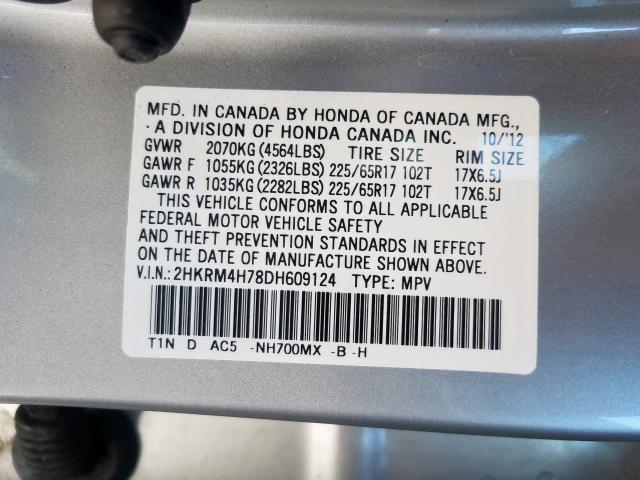 MFD. IN CANADA BY HONDA OF CANADA MFG.,
A DIVISION OF HONDA CANADA INC. 10/'12
GVWR 2070KG (4564LBS) TIRE SIZE RIM SIZE
GAWR F 1055KG (2326LBS) 225/65R17 102T 17X6.5J
GAWR R 1035KG (2282LBS) 225/65R17 102T 17X6.5J
THIS VEHICLE CONFORMS TO ALL APPLICABLE
FEDERAL MOTOR VEHICLE SAFETY
AND THEFT PREVENTION STANDARDS IN EFFECT
ON THE DATE OF MANUFACTURE SHOWN ABOVE.
V.I.N.: 2HKRM4H78DH609124 TYPE: MPV
T1N D AC5 -NH700MX -B -H